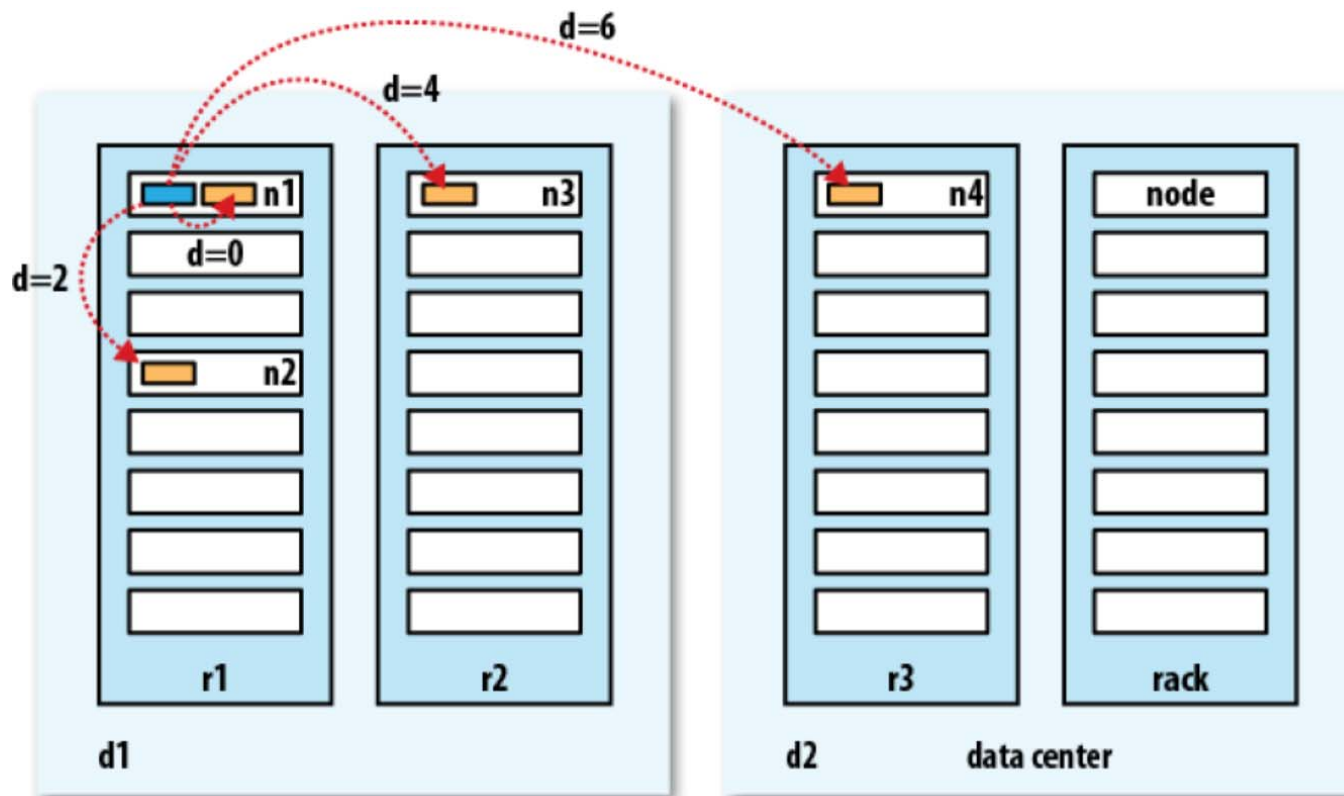 d=6
d=4
n1
n3
n4
node
d=0
d=2
n2
r1
r2
r3
rack
d1
d2
data center